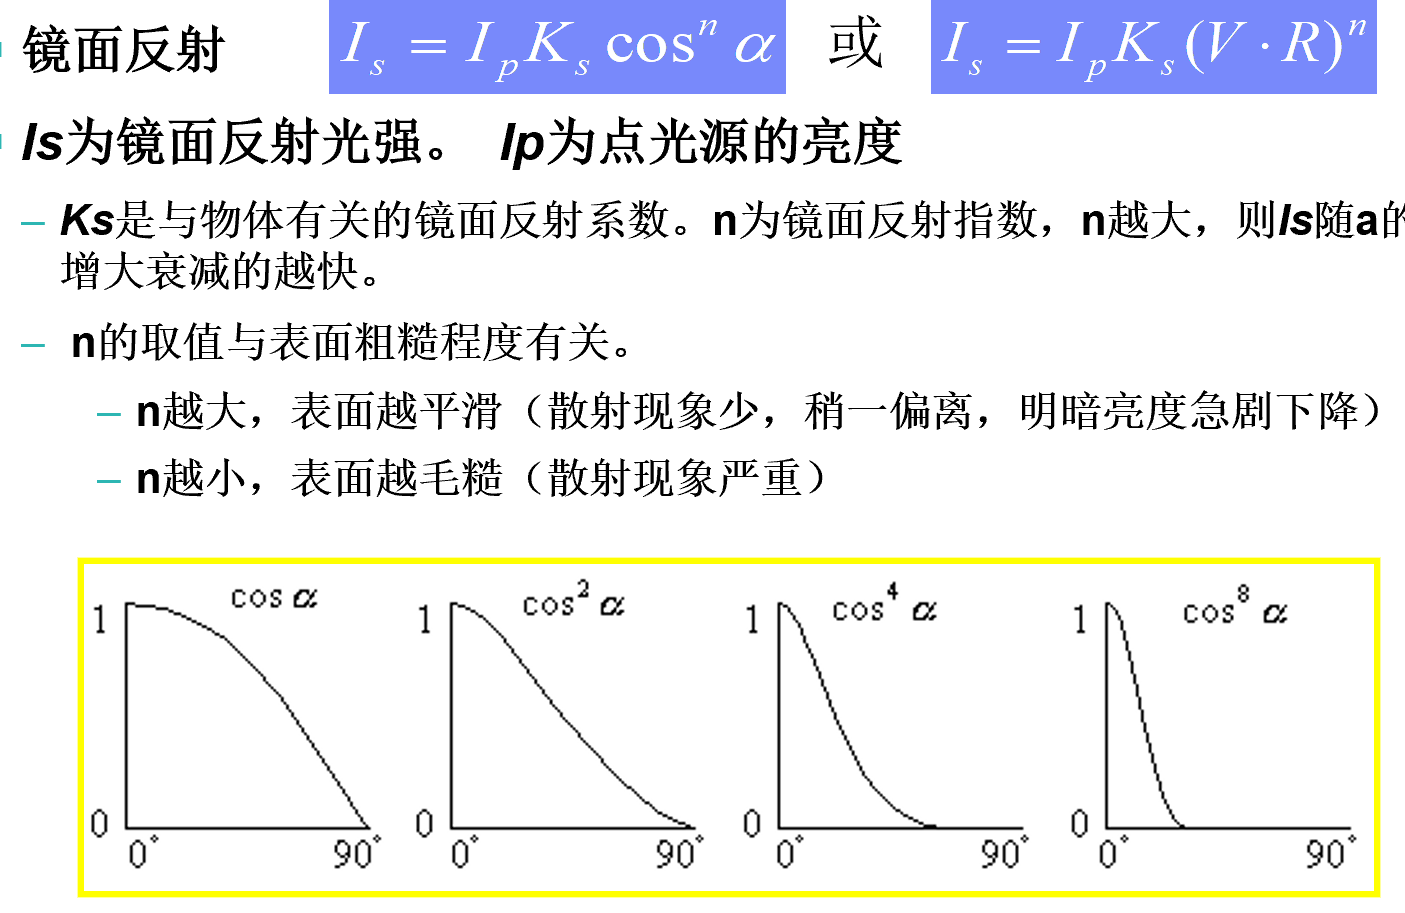 镜面反射 I_s = I_p K_s cos^n α 或 I_s = I_p K_s (V · R)^n
Is为镜面反射光强。 Ip为点光源的亮度
– Ks是与物体有关的镜面反射系数。n为镜面反射指数，n越大，则Is随a的
增大衰减的越快。
– n的取值与表面粗糙程度有关。
– n越大，表面越平滑（散射现象少，稍一偏离，明暗亮度急剧下降）
– n越小，表面越毛糙（散射现象严重）
cos α cos^2 α cos^4 α cos^8 α
1 1 1 1
0 0 0 0
0° 90° 0° 90° 0° 90° 0° 90°